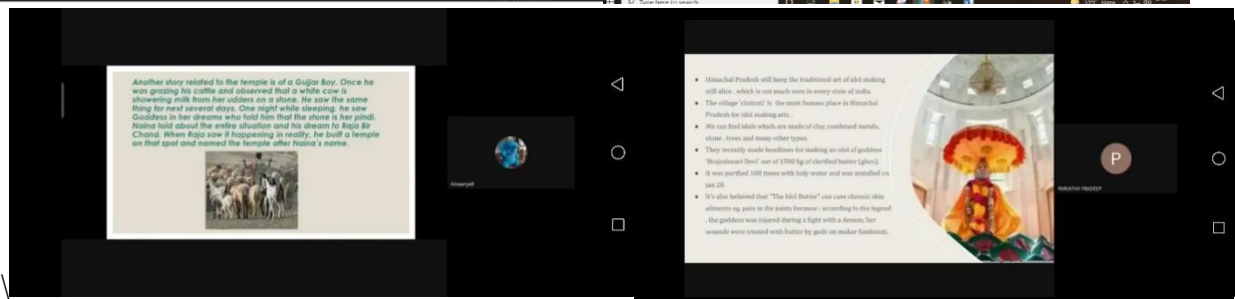 Type here to search
Another story related to the temple is of a Gujjar Boy. Once he
was grazing his cattle and observed that a white cow is
showering milk from her udders on a stone. He saw the same
thing for next several days. One night while sleeping, he saw
Goddess in her dreams who told him that the stone is her pindi.
Naina told about the entire situation and his dream to Raja Bir
Chand. When Raja saw it happening in reality, he built a temple
on that spot and named the temple after Naina's name.
Himachal Pradesh still keep the traditional art of idol making
still alive , which is not much seen in every state of india.
The village 'chatrati' is the most famous place in Himachal
Pradesh for idol making arts .
We can find idols which are made of clay, combined metals,
stone , trees and many other types.
They recently made headlines for making an idol of goddess
'Brajeshwari Devi' out of 1500 kg of clarified butter (ghee).
It was purified 108 times with holy water and was installed on
jan 20.
It's also believed that "The Idol Butter" can cure chronic skin
ailments eg. pain in the joints because : according to the legend
, the goddess was injured during a fight with a demon, her
wounds were treated with butter by gods on makar Sankranti.
P
PARVATHY PRADEEP